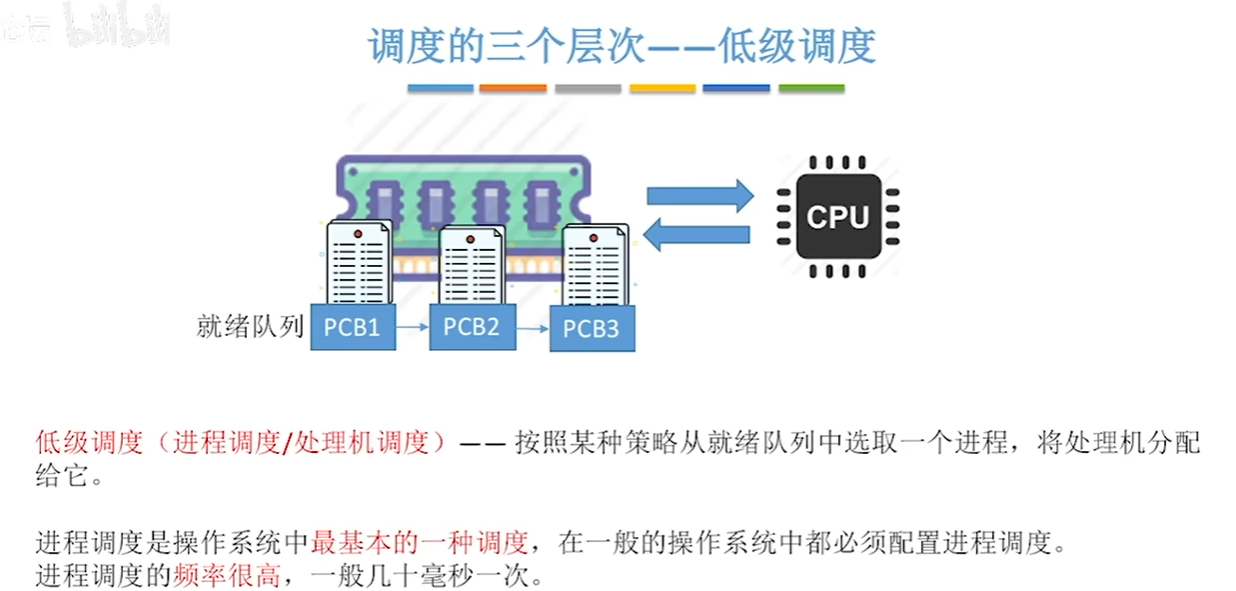 bilibili
调度的三个层次——低级调度
CPU
就绪队列 PCB1 PCB2 PCB3
低级调度（进程调度/处理机调度）—— 按照某种策略从就绪队列中选取一个进程，将处理机分配
给它。
进程调度是操作系统中最基本的一种调度，在一般的操作系统中都必须配置进程调度。
进程调度的频率很高，一般几十毫秒一次。